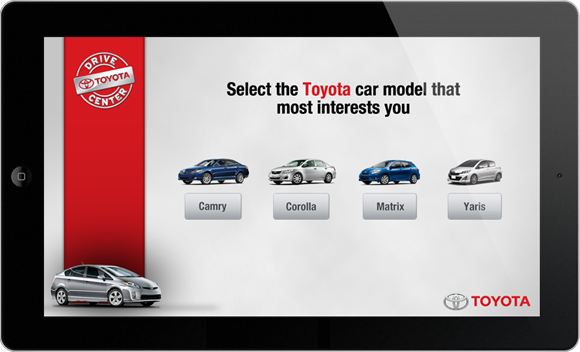 DRIVE
TOYOTA
CENTER
Select the Toyota car model that
most interests you
Camry
Corolla
Matrix
Yaris
TOYOTA